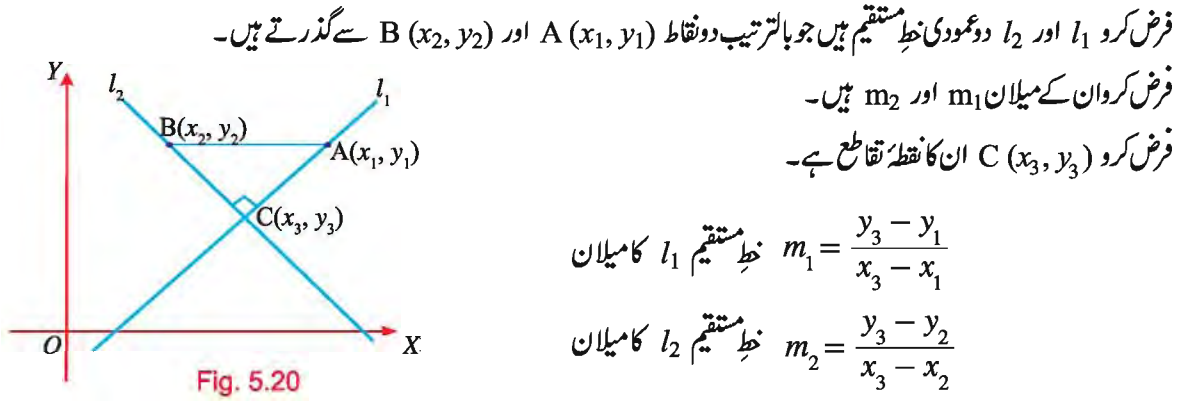 فرض کرو l₁ اور l₂ دو عمودی خطِ مستقیم ہیں جو بالترتیب دو نقاط A (x₁, y₁) اور B (x₂, y₂) سے گذرتے ہیں۔
فرض کرو ان کے میلان m₁ اور m₂ ہیں۔
فرض کرو C (x₃, y₃) ان کا نقطۂ تقاطع ہے۔
خطِ مستقیم l₁ کا میلان m₁ = (y₃ − y₁)/(x₃ − x₁)
خطِ مستقیم l₂ کا میلان m₂ = (y₃ − y₂)/(x₃ − x₂)
Y
l₂
l₁
B(x₂, y₂)
A(x₁, y₁)
C(x₃, y₃)
O
X
Fig. 5.20